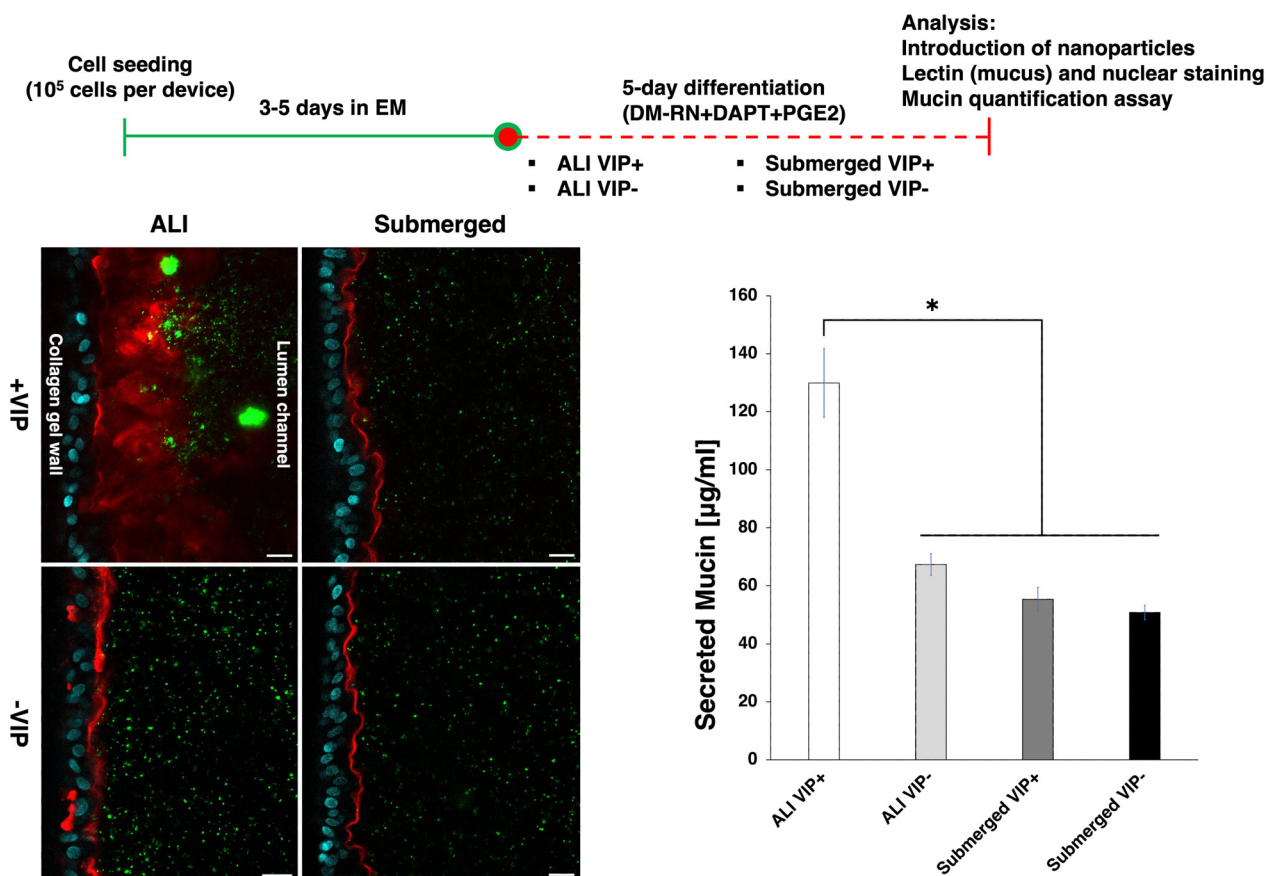 Analysis:
Introduction of nanoparticles
Lectin (mucus) and nuclear staining
Mucin quantification assay
Cell seeding
(10⁵ cells per device)
3-5 days in EM
5-day differentiation
(DM-RN+DAPT+PGE2)
▪ ALI VIP+
▪ ALI VIP-
▪ Submerged VIP+
▪ Submerged VIP-
ALI
Submerged
+VIP
Collagen gel wall
Lumen channel
-VIP
Secreted Mucin [µg/ml]
160
140
120
100
80
60
40
20
0
*
ALI VIP+
ALI VIP-
Submerged VIP+
Submerged VIP-